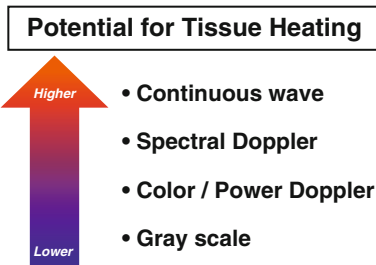 Potential for Tissue Heating
Higher
• Continuous wave
• Spectral Doppler
• Color / Power Doppler
• Gray scale
Lower